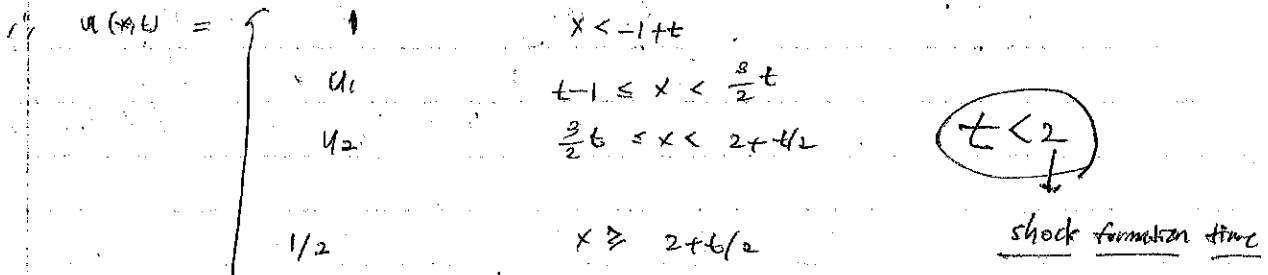 u(x,t) = { 1 x < -1+t
u₁ t-1 ≤ x < 3/2 t
u₂ 3/2 t ≤ x < 2+t/2
t < 2
1/2 x ≥ 2+t/2
shock formation time